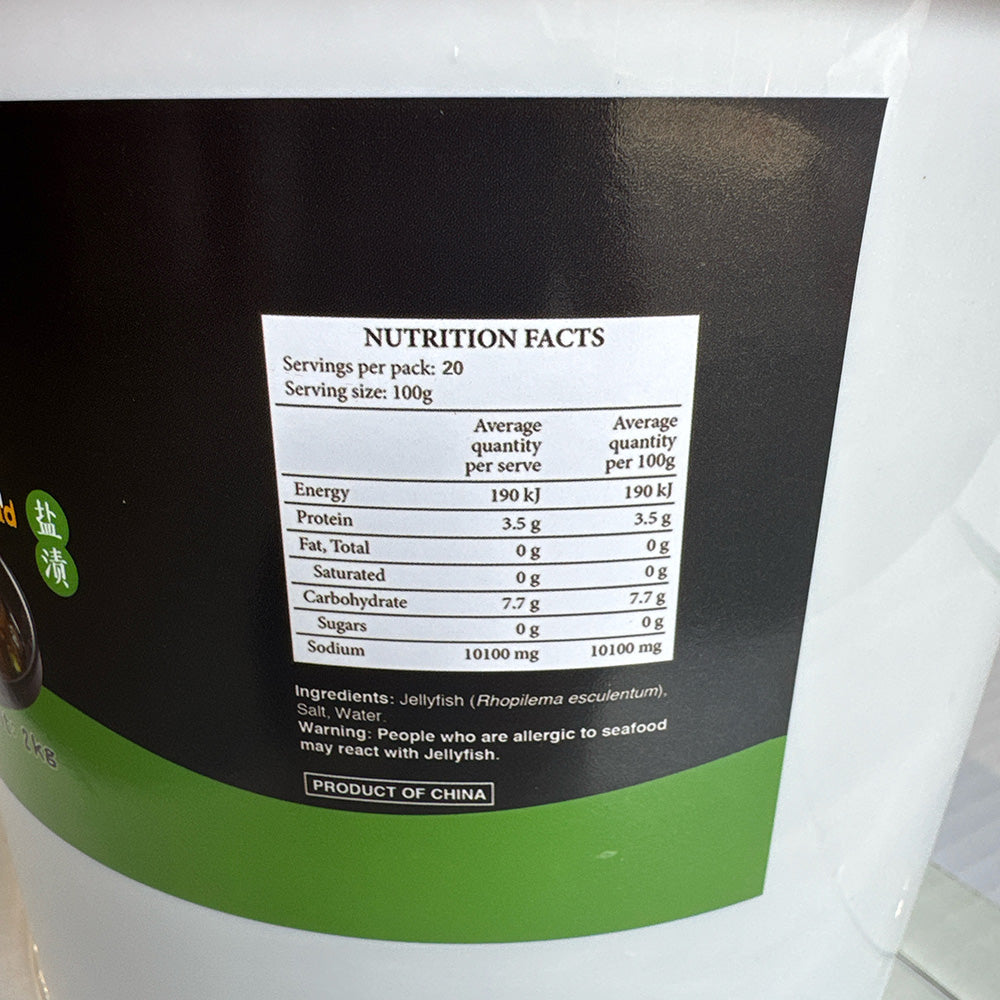 NUTRITION FACTS
Servings per pack: 20
Serving size: 100g
Average quantity per serve Average quantity per 100g
Energy 190 kJ 190 kJ
Protein 3.5 g 3.5 g
Fat, Total 0 g 0 g
Saturated 0 g 0 g
Carbohydrate 7.7 g 7.7 g
Sugars 0 g 0 g
Sodium 10100 mg 10100 mg
Ingredients: Jellyfish (Rhopilema esculentum),
Salt, Water
Warning: People who are allergic to seafood
may react with Jellyfish.
PRODUCT OF CHINA
盐
渍